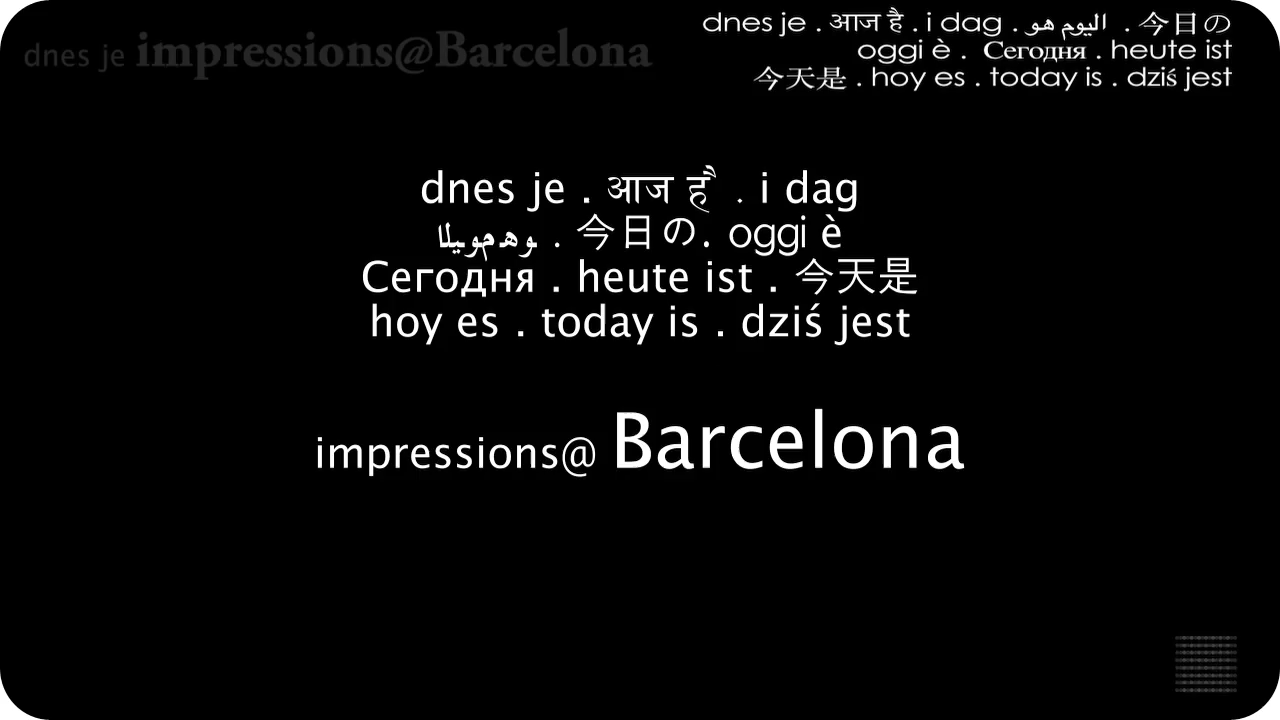 dnes je impressions@Barcelona
dnes je . आज है . i dag . اليوم هو . 今日の
oggi è . Сегодня . heute ist
今天是 . hoy es . today is . dziś jest
dnes je . आज है . i dag
اليوم هو . 今日の. oggi è
Сегодня . heute ist . 今天是
hoy es . today is . dziś jest
impressions@ Barcelona